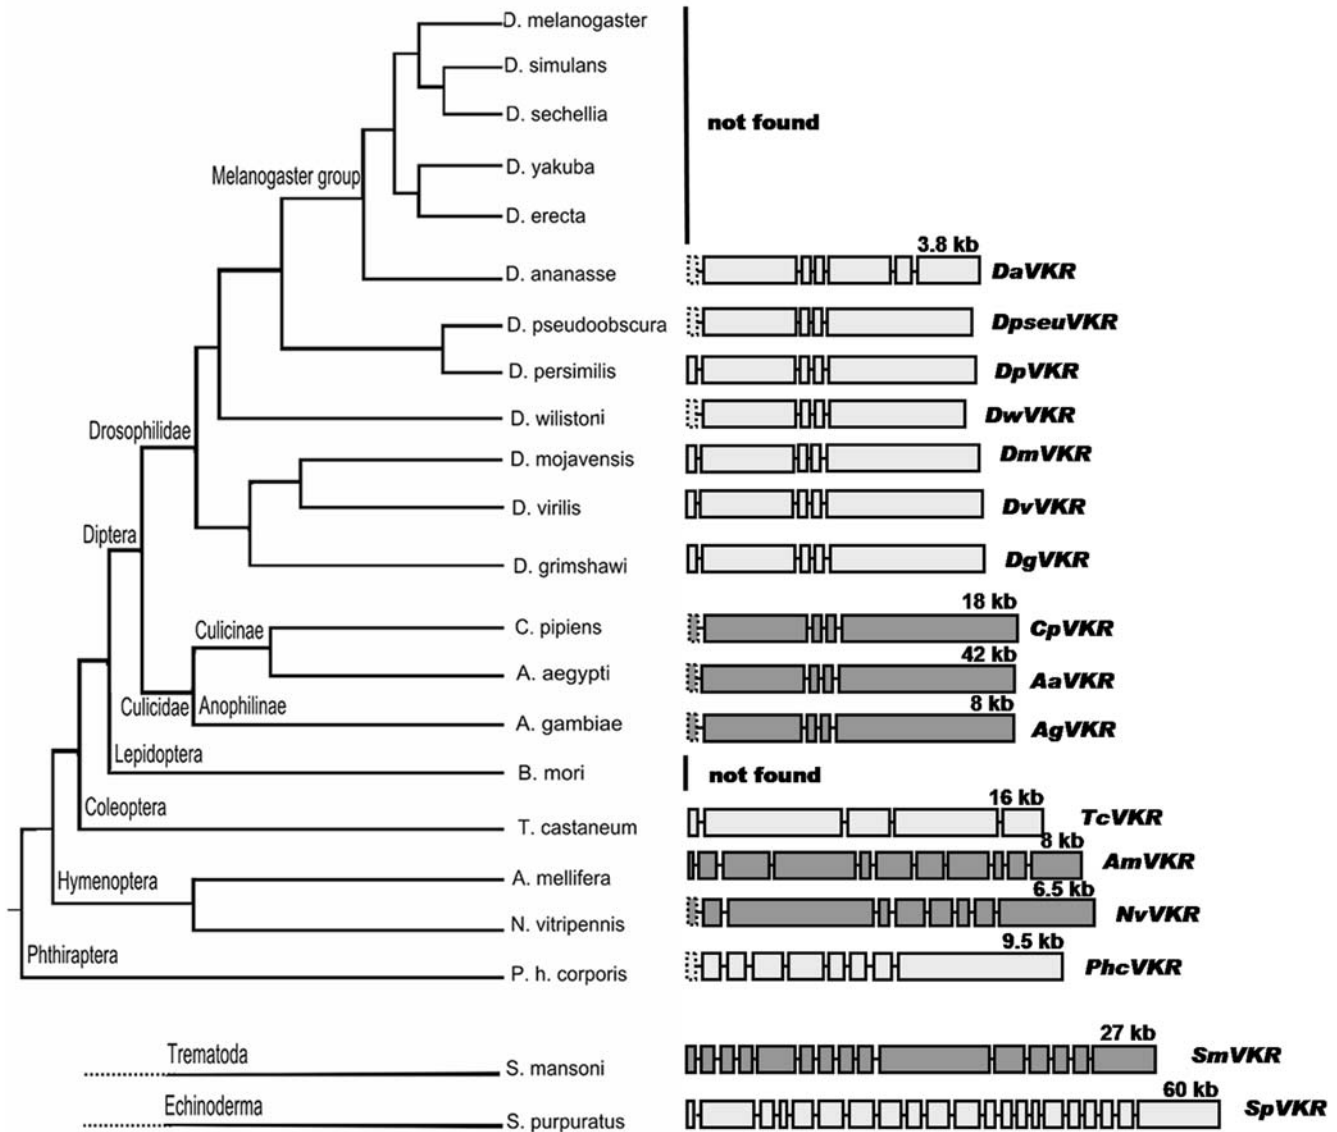 D. melanogaster
D. simulans
D. sechellia
not found
D. yakuba
Melanogaster group
D. erecta
3.8 kb
D. ananasse
DaVKR
D. pseudoobscura
DpseuVKR
D. persimilis
DpVKR
D. wilistoni
DwVKR
Drosophilidae
D. mojavensis
DmVKR
D. virilis
DvVKR
Diptera
D. grimshawi
DgVKR
18 kb
Culicinae
C. pipiens
CpVKR
42 kb
A. aegypti
AaVKR
Culicidae
Anophilinae
8 kb
A. gambiae
AgVKR
Lepidoptera
B. mori
not found
16 kb
Coleoptera
T. castaneum
TcVKR
8 kb
A. mellifera
AmVKR
Hymenoptera
6.5 kb
N. vitripennis
NvVKR
9.5 kb
Phthiraptera
P. h. corporis
PhcVKR
27 kb
Trematoda
S. mansoni
SmVKR
60 kb
Echinoderma
S. purpuratus
SpVKR